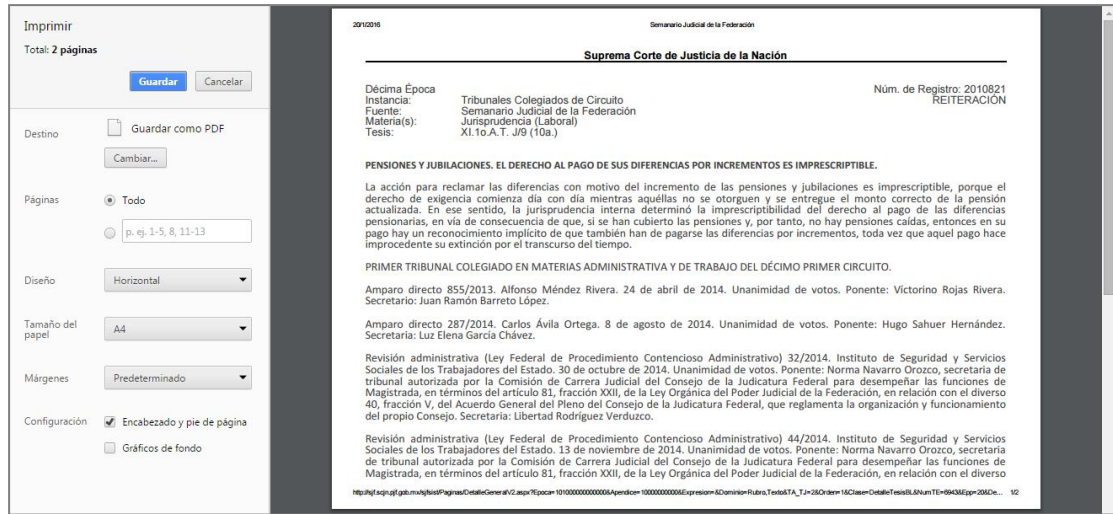 Imprimir
Total: 2 páginas
Guardar Cancelar
Destino Guardar como PDF
Cambiar...
Páginas Todo
p. ej. 1-5, 8, 11-13
Diseño Horizontal
Tamaño del papel A4
Márgenes Predeterminado
Configuración Encabezado y pie de página
Gráficos de fondo
20/1/2016 Semanario Judicial de la Federación
Suprema Corte de Justicia de la Nación
Décima Época Núm. de Registro: 2010821
Instancia: Tribunales Colegiados de Circuito REITERACIÓN
Fuente: Semanario Judicial de la Federación
Materia(s): Jurisprudencia (Laboral)
Tesis: XI.1o.A.T. J/9 (10a.)
PENSIONES Y JUBILACIONES. EL DERECHO AL PAGO DE SUS DIFERENCIAS POR INCREMENTOS ES IMPRESCRIPTIBLE.
La acción para reclamar las diferencias con motivo del incremento de las pensiones y jubilaciones es imprescriptible, porque el
derecho de exigencia comienza día con día mientras aquéllas no se otorguen y se entregue el monto correcto de la pensión
actualizada. En ese sentido, la jurisprudencia interna determinó la imprescriptibilidad del derecho al pago de las diferencias
pensionarias, en vía de consecuencia de que, si se han cubierto las pensiones y, por tanto, no hay pensiones caídas, entonces en su
pago hay un reconocimiento implícito de que también han de pagarse las diferencias por incrementos, toda vez que aquel pago hace
improcedente su extinción por el transcurso del tiempo.
PRIMER TRIBUNAL COLEGIADO EN MATERIAS ADMINISTRATIVA Y DE TRABAJO DEL DÉCIMO PRIMER CIRCUITO.
Amparo directo 855/2013. Alfonso Méndez Rivera. 24 de abril de 2014. Unanimidad de votos. Ponente: Víctorino Rojas Rivera.
Secretario: Juan Ramón Barreto López.
Amparo directo 287/2014. Carlos Ávila Ortega. 8 de agosto de 2014. Unanimidad de votos. Ponente: Hugo Sahuer Hernández.
Secretaria: Luz Elena García Chávez.
Revisión administrativa (Ley Federal de Procedimiento Contencioso Administrativo) 32/2014. Instituto de Seguridad y Servicios
Sociales de los Trabajadores del Estado. 30 de octubre de 2014. Unanimidad de votos. Ponente: Norma Navarro Orozco, secretaria de
tribunal autorizada por la Comisión de Carrera Judicial del Consejo de la Judicatura Federal para desempeñar las funciones de
Magistrada, en términos del artículo 81, fracción XXII, de la Ley Orgánica del Poder Judicial de la Federación, en relación con el diverso
40, fracción V, del Acuerdo General del Pleno del Consejo de la Judicatura Federal, que reglamenta la organización y funcionamiento
del propio Consejo. Secretaria: Libertad Rodríguez Verduzco.
Revisión administrativa (Ley Federal de Procedimiento Contencioso Administrativo) 44/2014. Instituto de Seguridad y Servicios
Sociales de los Trabajadores del Estado. 13 de noviembre de 2014. Unanimidad de votos. Ponente: Norma Navarro Orozco, secretaria
de tribunal autorizada por la Comisión de Carrera Judicial del Consejo de la Judicatura Federal para desempeñar las funciones de
Magistrada, en términos del artículo 81, fracción XXII, de la Ley Orgánica del Poder Judicial de la Federación, en relación con el diverso
1/2